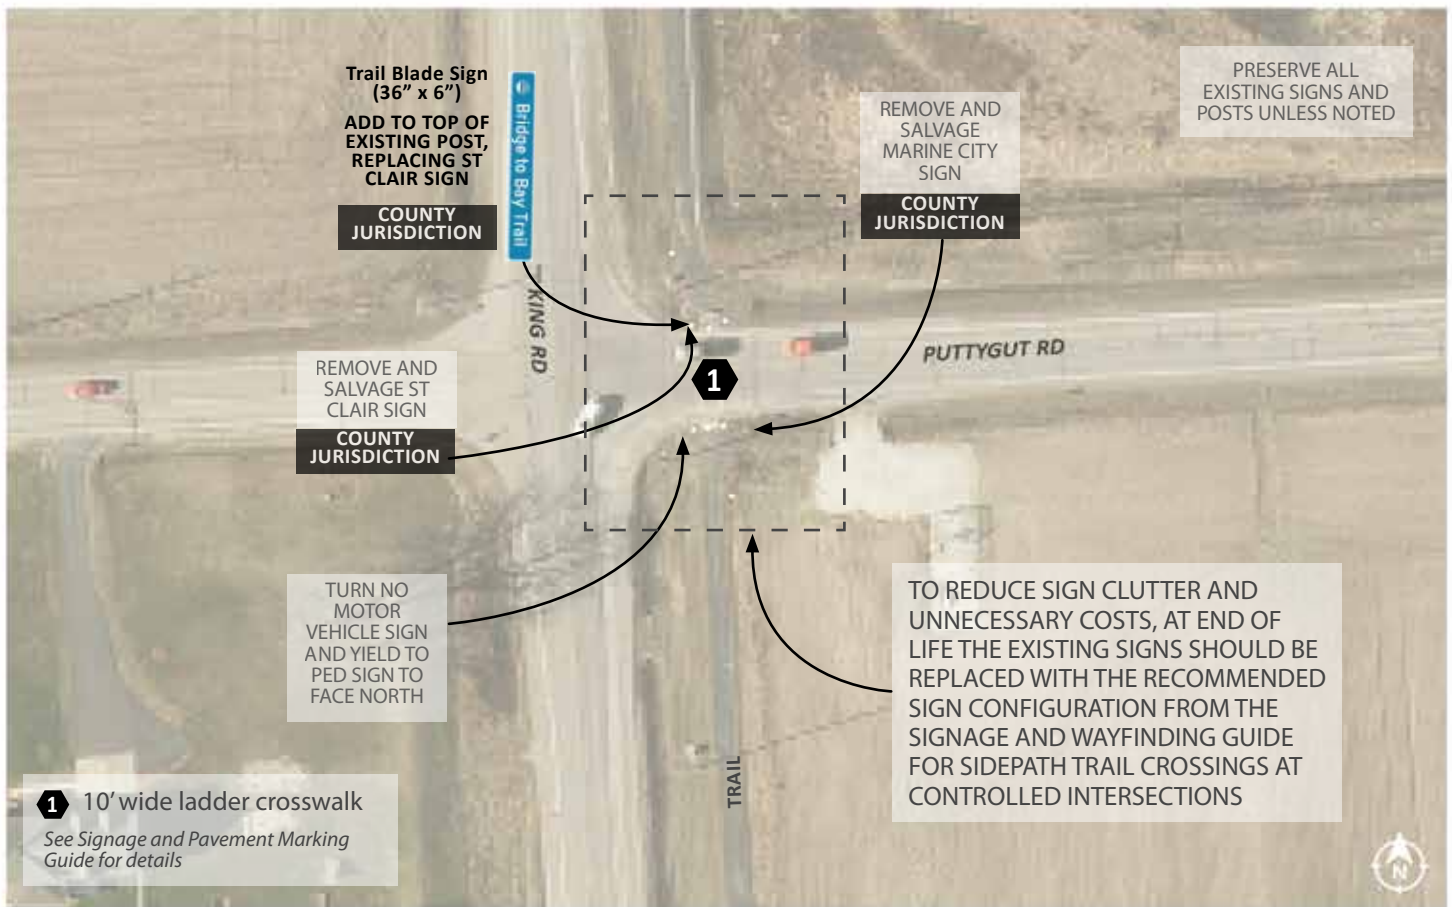 Trail Blade Sign
(36” x 6”)
ADD TO TOP OF
EXISTING POST,
REPLACING ST
CLAIR SIGN
COUNTY
JURISDICTION
Bridge to Bay Trail
REMOVE AND
SALVAGE
MARINE CITY
SIGN
COUNTY
JURISDICTION
PRESERVE ALL
EXISTING SIGNS AND
POSTS UNLESS NOTED
KING RD
PUTTYGUT RD
1
REMOVE AND
SALVAGE ST
CLAIR SIGN
COUNTY
JURISDICTION
TURN NO
MOTOR
VEHICLE SIGN
AND YIELD TO
PED SIGN TO
FACE NORTH
TO REDUCE SIGN CLUTTER AND
UNNECESSARY COSTS, AT END OF
LIFE THE EXISTING SIGNS SHOULD BE
REPLACED WITH THE RECOMMENDED
SIGN CONFIGURATION FROM THE
SIGNAGE AND WAYFINDING GUIDE
FOR SIDEPATH TRAIL CROSSINGS AT
CONTROLLED INTERSECTIONS
TRAIL
1 10’ wide ladder crosswalk
See Signage and Pavement Marking
Guide for details
N